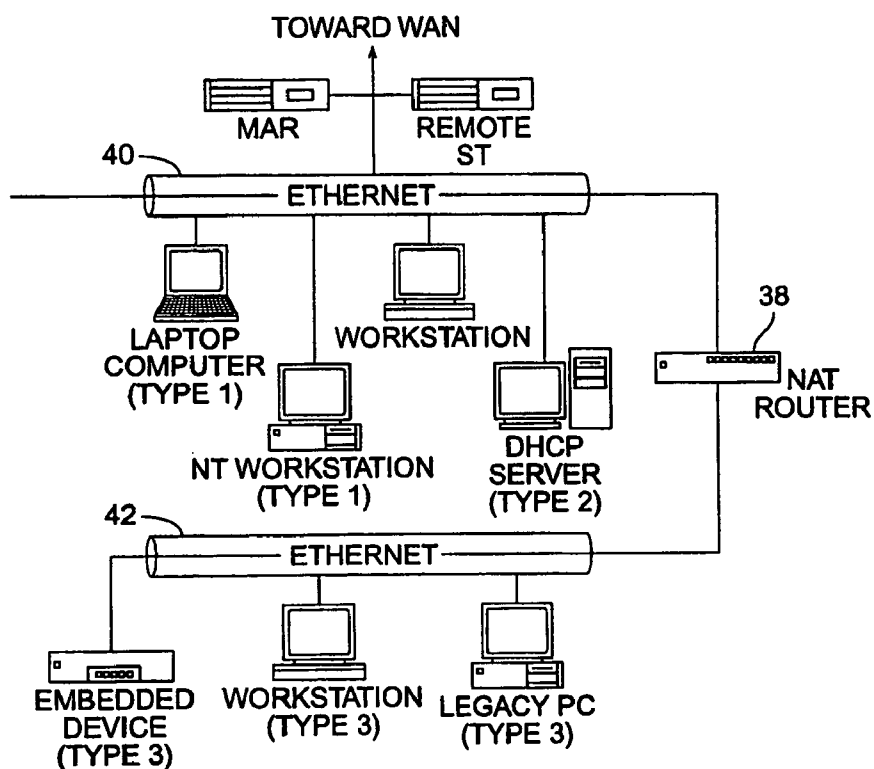 TOWARD WAN
MAR
REMOTE
ST
40
ETHERNET
LAPTOP
COMPUTER
(TYPE 1)
WORKSTATION
38
NAT
ROUTER
NT WORKSTATION
(TYPE 1)
DHCP
SERVER
(TYPE 2)
42
ETHERNET
EMBEDDED
DEVICE
(TYPE 3)
WORKSTATION
(TYPE 3)
LEGACY PC
(TYPE 3)